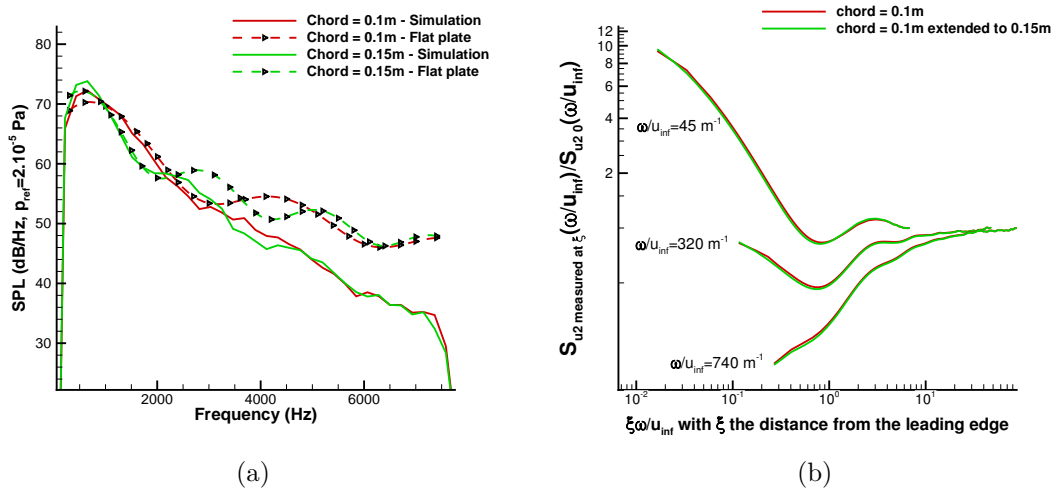 Chord = 0.1m - Simulation
Chord = 0.1m - Flat plate
Chord = 0.15m - Simulation
Chord = 0.15m - Flat plate
SPL (dB/Hz, p_ref=2.10^-5 Pa)
80
70
60
50
40
30
2000 4000 6000
Frequency (Hz)
(a)
chord = 0.1m
chord = 0.1m extended to 0.15m
S_u2 measured at ξ(ω/u_inf)/S_u2 0(ω/u_inf)
12
10
8
6
4
2
ω/u_inf=45 m^-1
ω/u_inf=320 m^-1
ω/u_inf=740 m^-1
10^-2 10^-1 10^0 10^1
ξω/u_inf with ξ the distance from the leading edge
(b)